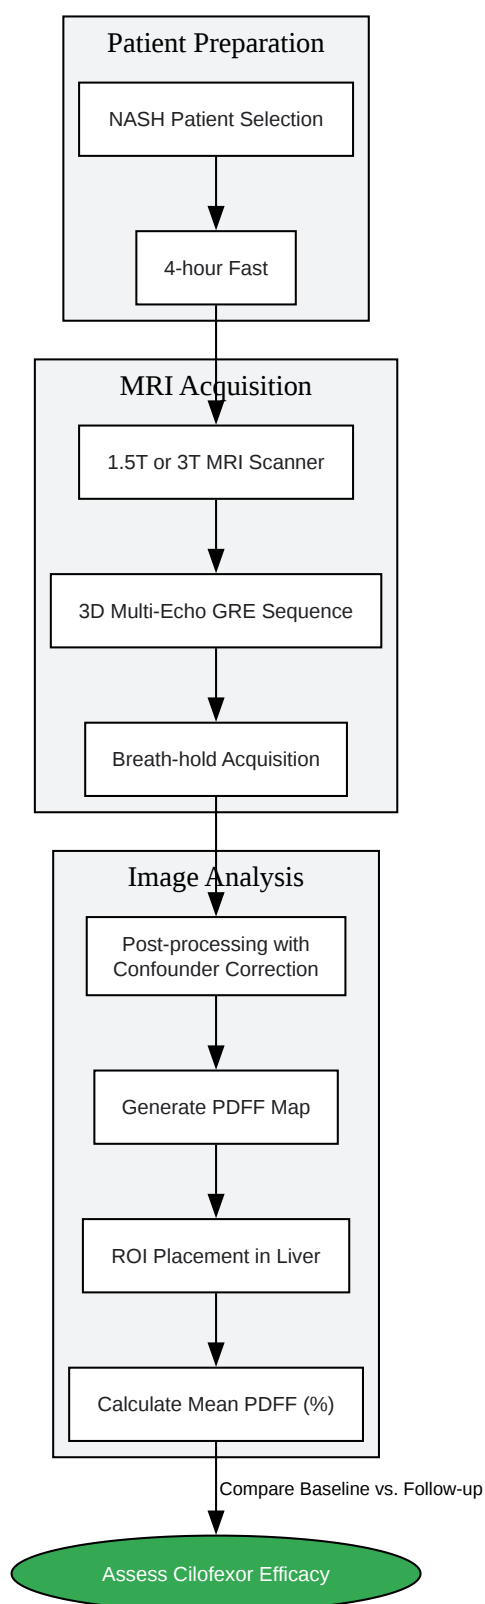 Patient Preparation
NASH Patient Selection
4-hour Fast
MRI Acquisition
1.5T or 3T MRI Scanner
3D Multi-Echo GRE Sequence
Breath-hold Acquisition
Image Analysis
Post-processing with
Confounder Correction
Generate PDFF Map
ROI Placement in Liver
Calculate Mean PDFF (%)
Compare Baseline vs. Follow-up
Assess Cilofexor Efficacy